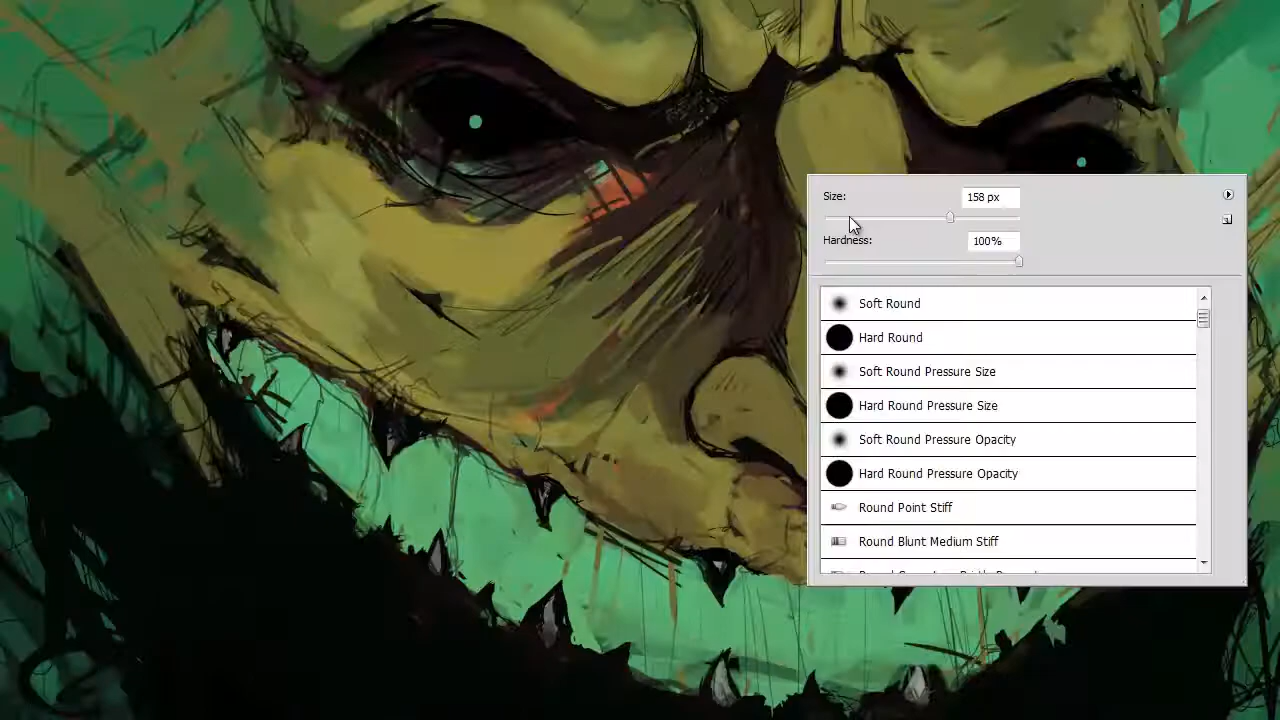 Size:
158 px
Hardness:
100%
Soft Round
Hard Round
Soft Round Pressure Size
Hard Round Pressure Size
Soft Round Pressure Opacity
Hard Round Pressure Opacity
Round Point Stiff
Round Blunt Medium Stiff